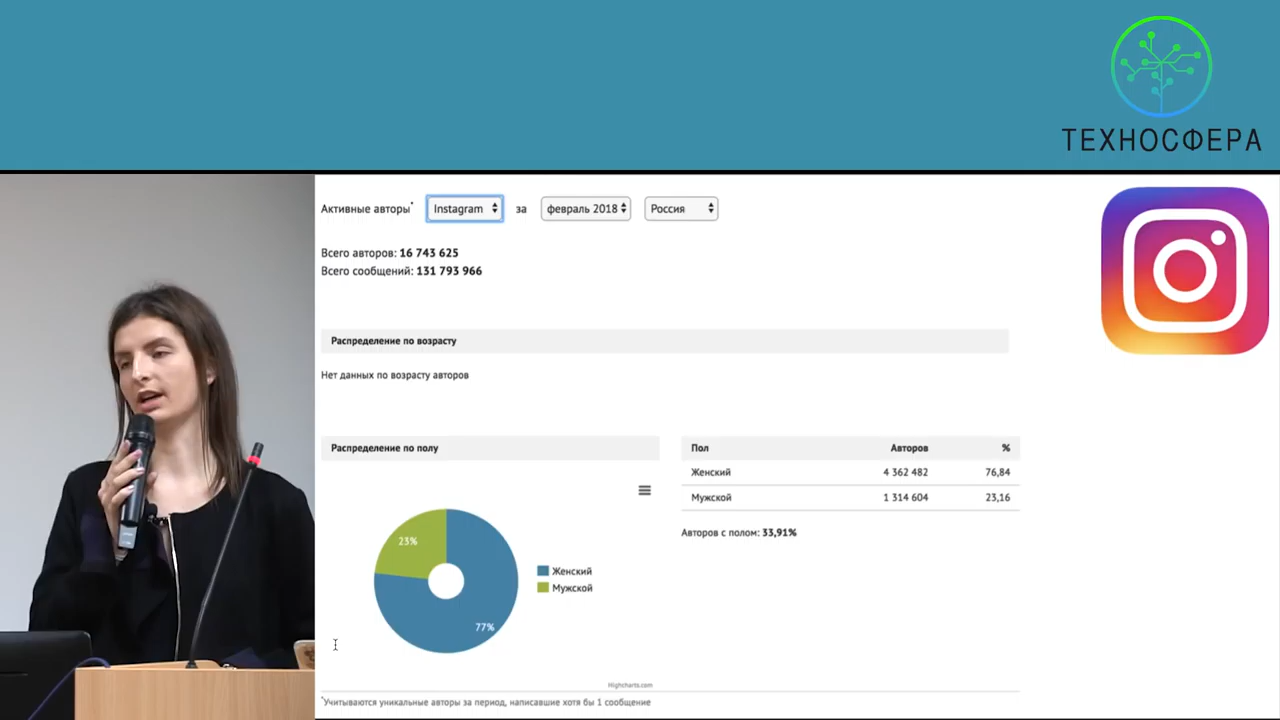 ТЕХНОСФЕРА
Активные авторы* Instagram за февраль 2018 Россия
Всего авторов: 16 743 625
Всего сообщений: 131 793 966
Распределение по возрасту
Нет данных по возрасту авторов
Распределение по полу
Пол Авторов %
Женский 4 362 482 76,84
Мужской 1 314 604 23,16
Авторов с полом: 33,91%
23%
77%
Женский
Мужской
Highcharts.com
*Учитываются уникальные авторы за период, написавшие хотя бы 1 сообщение